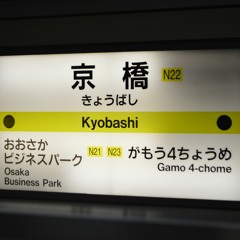 京橋 N22
きょうばし
Kyobashi
おおさか
ビジネスパーク
Osaka
Business Park
N21 N23
がもう4ちょうめ
Gamo 4-chome